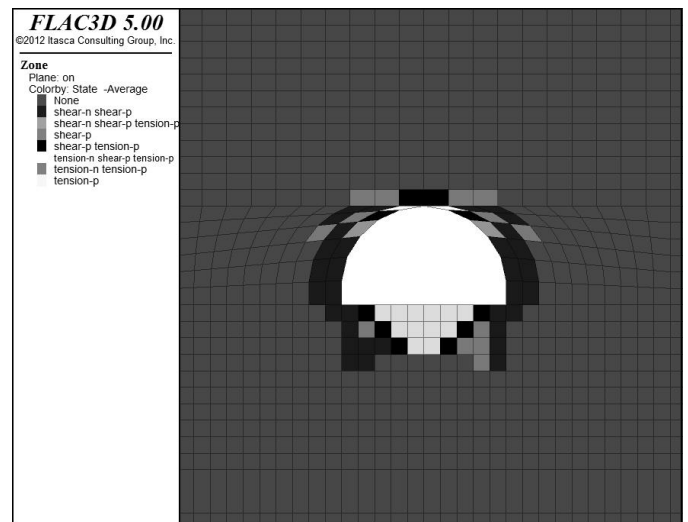 FLAC3D 5.00
©2012 Itasca Consulting Group, Inc.
Zone
Plane: on
Colorby: State -Average
None
shear-n shear-p
shear-n shear-p tension-p
shear-p
shear-p tension-p
tension-n shear-p tension-p
tension-n tension-p
tension-p